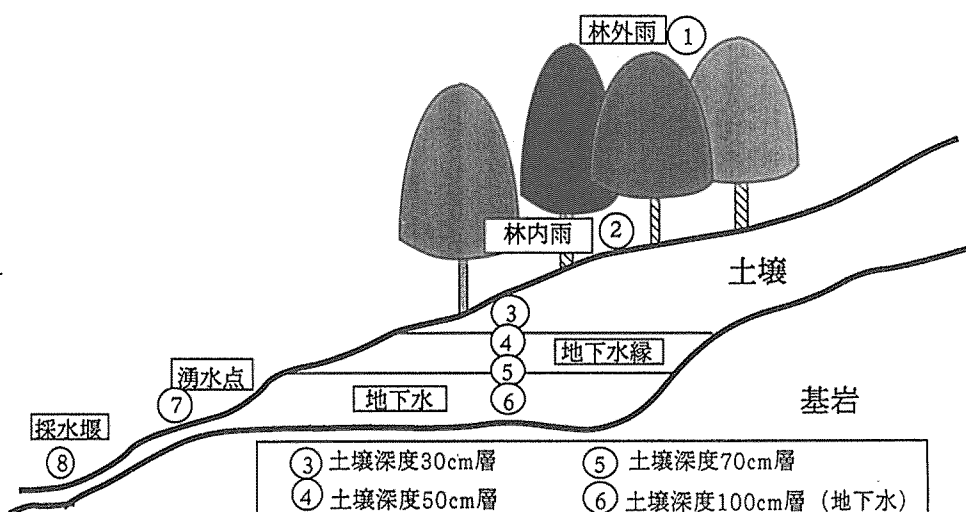 林外雨 ①
林内雨 ②
土壌
③
④ 地下水縁
⑤
湧水点 ⑦
地下水 ⑥
基岩
採水堰
⑧
③ 土壌深度30cm層 ⑤ 土壌深度70cm層
④ 土壌深度50cm層 ⑥ 土壌深度100cm層（地下水）